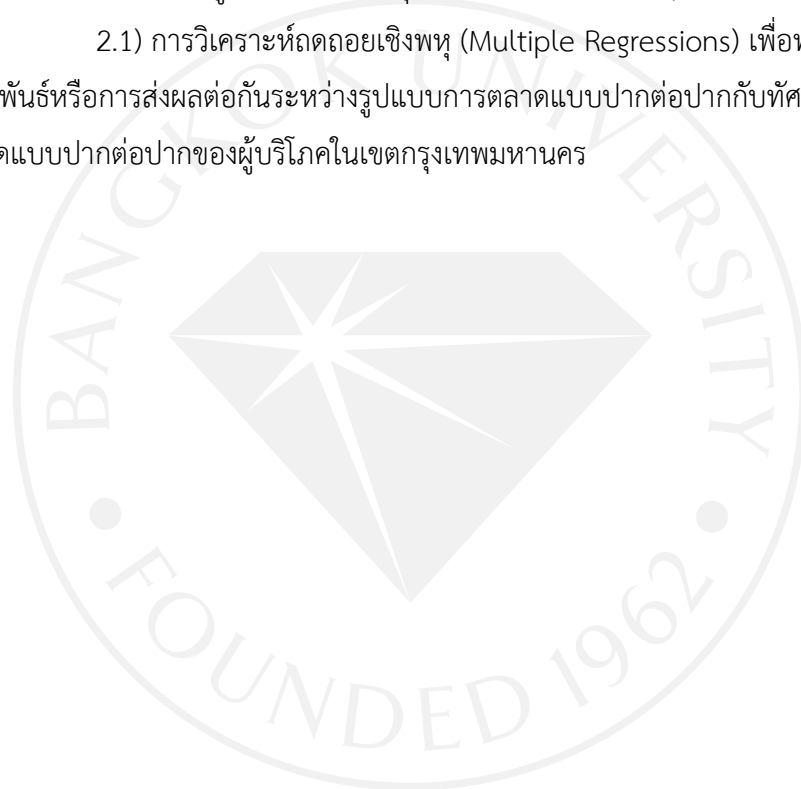 2.1) การวิเคราะห์ถดถอยเชิงพหุ (Multiple Regressions) เพื่อ
พันธ์หรือการส่งผลต่อกันระหว่างรูปแบบการตลาดแบบปากต่อปากกับทัศ
ดแบบปากต่อปากของผู้บริโภคในเขตกรุงเทพมหานคร
BANGKOK UNIVERSITY
FOUNDED 1962